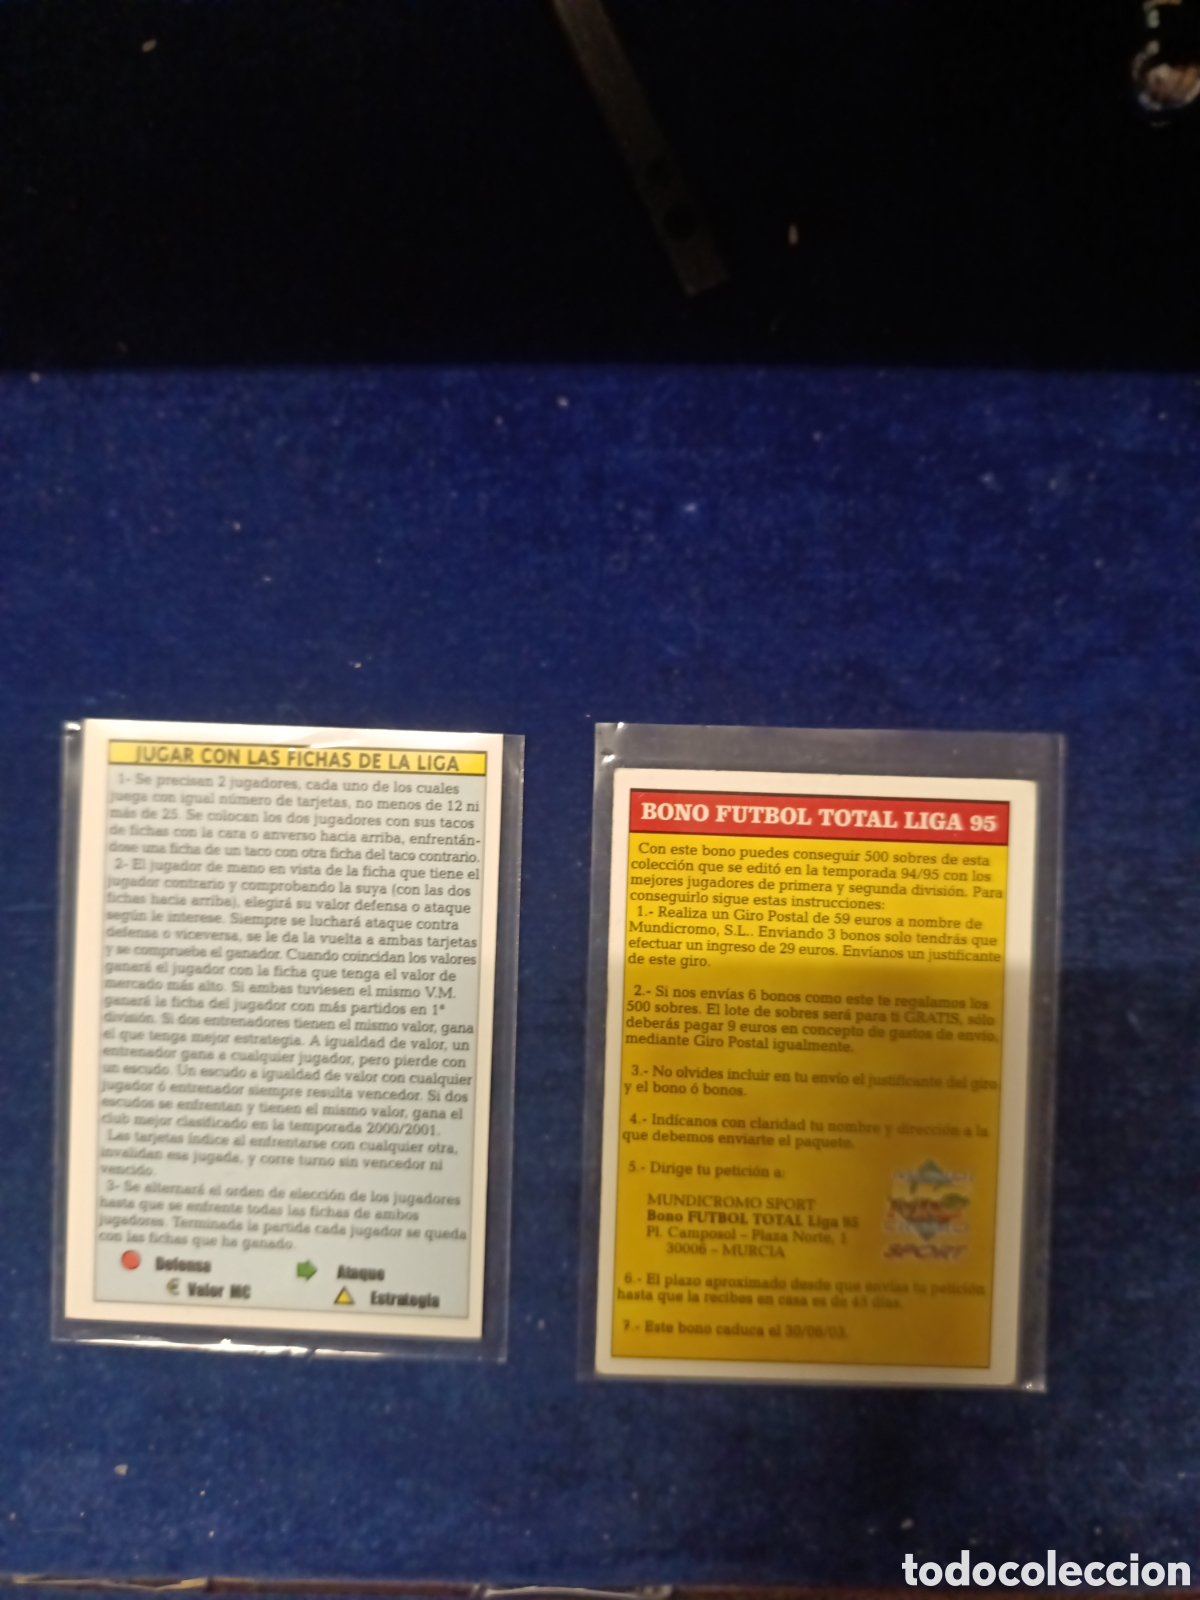 JUGAR CON LAS FICHAS DE LA LIGA
1- Se precisan 2 jugadores, cada uno de los cuales
juega con igual número de tarjetas, no menos de 12 ni
más de 25. Se colocan los dos jugadores con sus tacos
de fichas con la cara o anverso hacia arriba, enfrentán-
dose una ficha de un taco con otra ficha del taco contrario.
2- El jugador de mano en vista de la ficha que tiene el
jugador contrario y comprobando la suya (con las dos
fichas hacia arriba), elegirá su valor defensa o ataque
según le interese. Siempre se luchará ataque contra
defensa o viceversa, se le da la vuelta a ambas tarjetas
y se comprueba el ganador. Cuando coincidan los valores
ganará el jugador con la ficha que tenga el valor de
mercado más alto. Si ambas tuviesen el mismo V.M.
ganará la ficha del jugador con más partidos en 1ª
división. Si dos entrenadores tienen el mismo valor, gana
el que tenga mejor estrategia. A igualdad de valor, un
entrenador gana a cualquier jugador, pero pierde con
un escudo. Un escudo a igualdad de valor con cualquier
jugador ó entrenador siempre resulta vencedor. Si dos
escudos se enfrentan y tienen el mismo valor, gana el
club mejor clasificado en la temporada 2000/2001.
Las tarjetas índice al enfrentarse con cualquier otra,
invalidan esa jugada, y corre turno sin vencedor ni
vencido.
3- Se alternará el orden de elección de los jugadores
hasta que se enfrente todas las fichas de ambos
jugadores. Terminada la partida cada jugador se queda
con las fichas que ha ganado.
Defensa Ataque
€ Valor MC Estrategia
BONO FUTBOL TOTAL LIGA 95
Con este bono puedes conseguir 500 sobres de esta
colección que se editó en la temporada 94/95 con los
mejores jugadores de primera y segunda división. Para
conseguirlo sigue estas instrucciones:
1.- Realiza un Giro Postal de 59 euros a nombre de
Mundicromo, S.L.. Enviando 3 bonos solo tendrás que
efectuar un ingreso de 29 euros. Envíanos un justificante
de este giro.
2.- Si nos envías 6 bonos como este te regalamos los
500 sobres. El lote de sobres será para ti GRATIS, sólo
deberás pagar 9 euros en concepto de gastos de envío,
mediante Giro Postal igualmente.
3.- No olvides incluir en tu envío el justificante del giro
y el bono ó bonos.
4.- Indícanos con claridad tu nombre y dirección a la
que debemos enviarte el paquete.
5.- Dirige tu petición a:
MUNDICROMO SPORT
Bono FUTBOL TOTAL Liga 95
Pl. Camposol - Plaza Norte, 1
30006 - MURCIA
SPORT
6.- El plazo aproximado desde que envías tu petición
hasta que la recibes en casa es de 45 días.
7.- Este bono caduca el 30/06/03.
todocoleccion